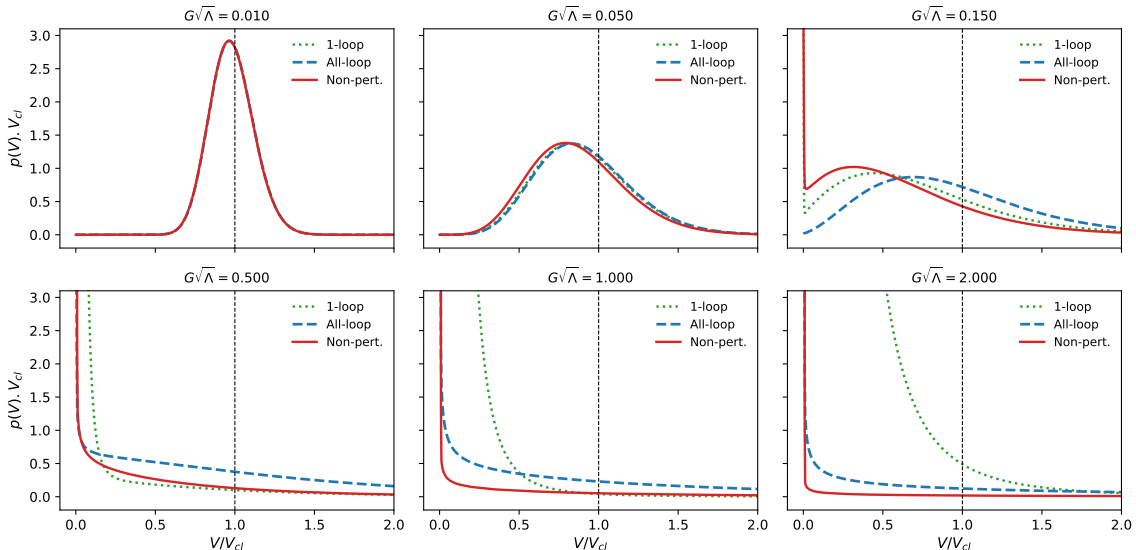 G√Λ = 0.010
G√Λ = 0.050
G√Λ = 0.150
3.0
2.5
2.0
1.5
1.0
0.5
0.0
p(V). V_cl
1-loop
All-loop
Non-pert.
1-loop
All-loop
Non-pert.
1-loop
All-loop
Non-pert.
G√Λ = 0.500
G√Λ = 1.000
G√Λ = 2.000
3.0
2.5
2.0
1.5
1.0
0.5
0.0
p(V). V_cl
1-loop
All-loop
Non-pert.
1-loop
All-loop
Non-pert.
1-loop
All-loop
Non-pert.
0.0 0.5 1.0 1.5 2.0
0.0 0.5 1.0 1.5 2.0
0.0 0.5 1.0 1.5 2.0
V/V_cl
V/V_cl
V/V_cl